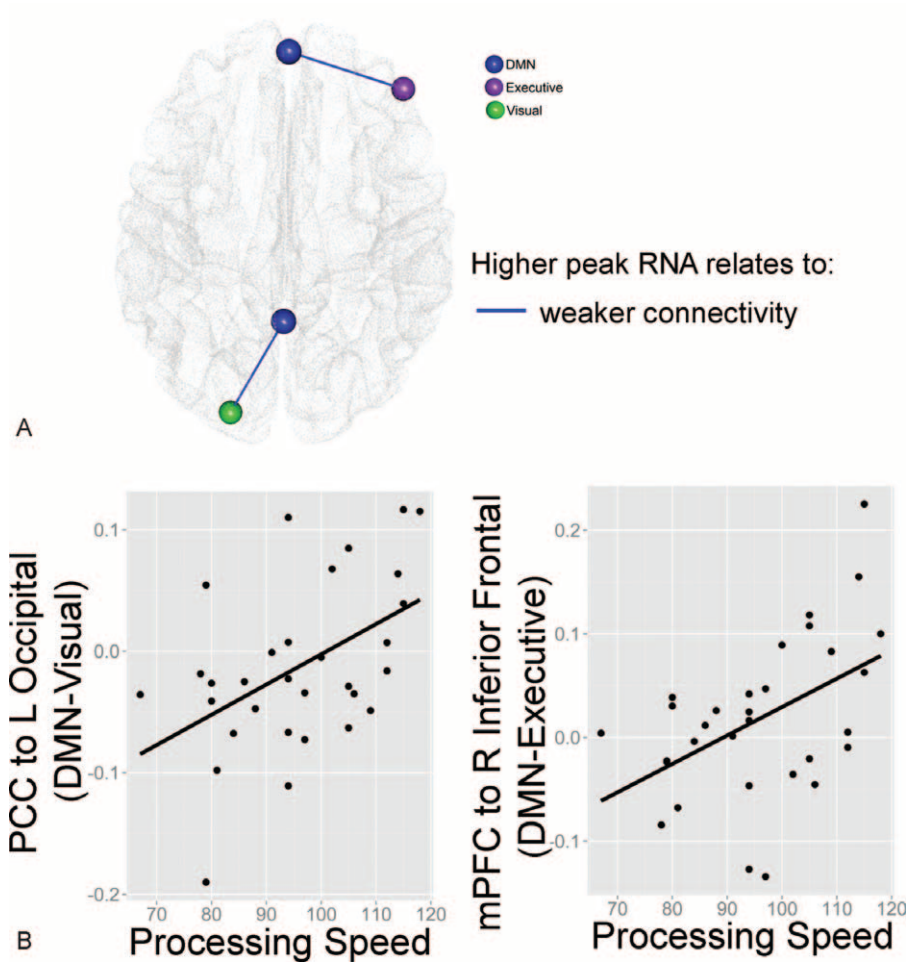 DMN
Executive
Visual
Higher peak RNA relates to:
weaker connectivity
A
PCC to L Occipital
(DMN-Visual)
0.1
0.0
-0.1
-0.2
70 80 90 100 110 120
Processing Speed
mPFC to R Inferior Frontal
(DMN-Executive)
0.2
0.1
0.0
-0.1
70 80 90 100 110 120
Processing Speed
B